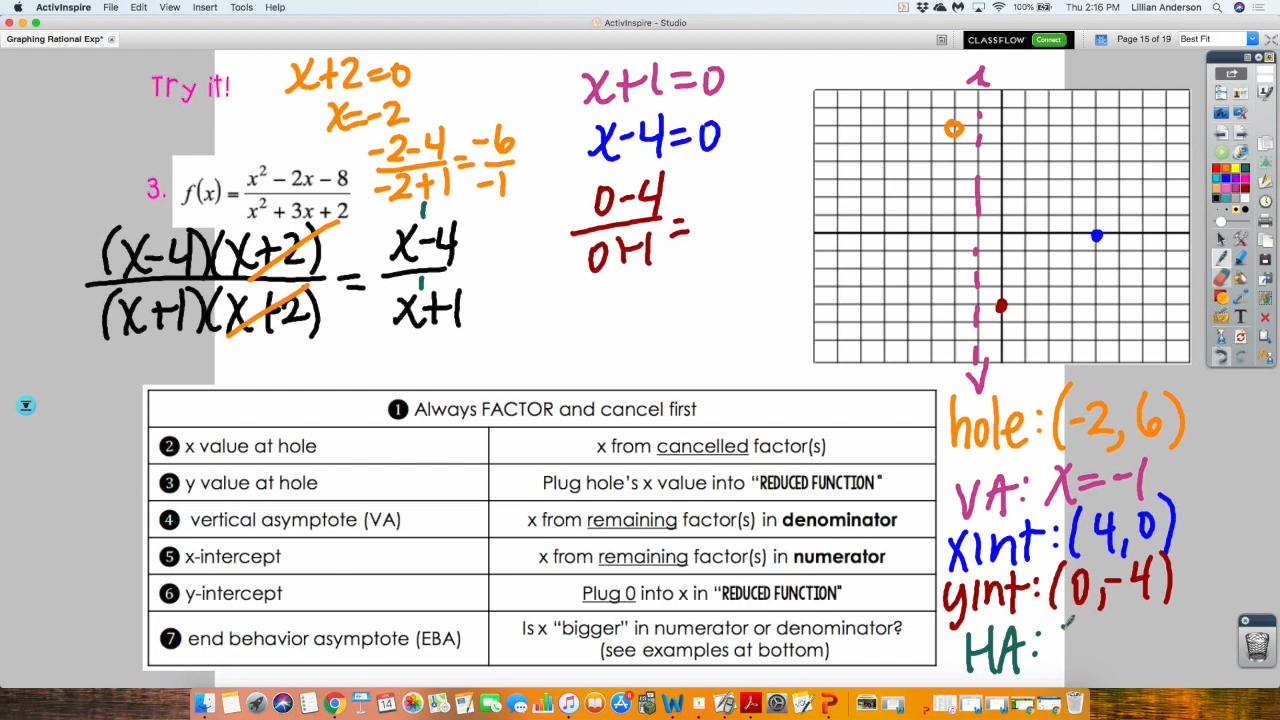 ActivInspire File Edit View Insert Tools Help 100% Thu 2:16 PM Lillian Anderson
ActivInspire - Studio
Graphing Rational Exp* CLASSFLOW Connect Page 15 of 19 Best Fit
Try it!
x+2=0
x=-2
-2-4/-2+1 = -6/-1
x+1=0
x-4=0
0-4/0+1 =
3. f(x) = x² − 2x − 8/x² + 3x + 2
(x-4)(x+2)/(x+1)(x+2) = x-4/x+1
1 Always FACTOR and cancel first
2 x value at hole x from cancelled factor(s)
3 y value at hole Plug hole's x value into "REDUCED FUNCTION"
4 vertical asymptote (VA) x from remaining factor(s) in denominator
5 x-intercept x from remaining factor(s) in numerator
6 y-intercept Plug 0 into x in "REDUCED FUNCTION"
7 end behavior asymptote (EBA) Is x "bigger" in numerator or denominator?
(see examples at bottom)
hole: (-2, 6)
VA: x=-1
xint: (4, 0)
yint: (0, -4)
HA: